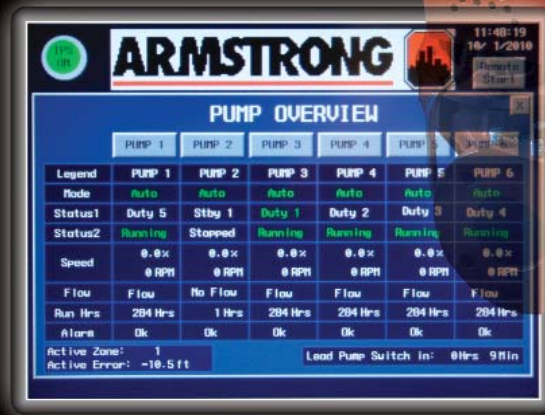 IPS
ON
ARMSTRONG
11:48:19
10/ 1/2010
Remote
Start
PUMP OVERVIEW
X
PUMP 1 PUMP 2 PUMP 3 PUMP 4 PUMP 5 PUMP 6
Legend PUMP 1 PUMP 2 PUMP 3 PUMP 4 PUMP 5 PUMP 6
Mode Auto Auto Auto Auto Auto Auto
Status1 Duty 5 Stby 1 Duty 1 Duty 2 Duty 3 Duty 4
Status2 Running Stopped Running Running Running Running
Speed 0.0% 0.0% 0.0% 0.0% 0.0% 0.0%
0 RPM 0 RPM 0 RPM 0 RPM 0 RPM 0 RPM
Flow Flow No Flow Flow Flow Flow Flow
Run Hrs 204 Hrs 1 Hrs 204 Hrs 204 Hrs 204 Hrs 204 Hrs
Alarm Ok Ok Ok Ok Ok Ok
Active Zone: 1
Active Error: -10.5 ft
Lead Pump Switch in: 0Hrs 9Min